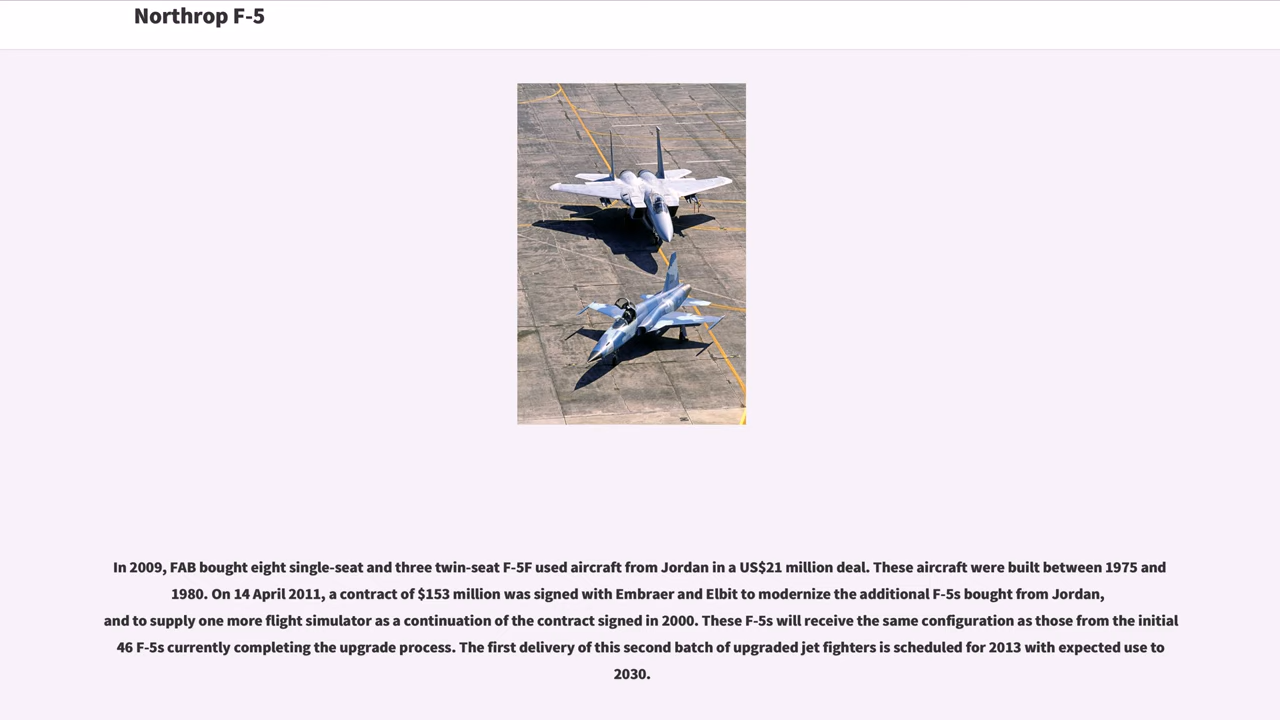 Northrop F-5
In 2009, FAB bought eight single-seat and three twin-seat F-5F used aircraft from Jordan in a US$21 million deal. These aircraft were built between 1975 and
1980. On 14 April 2011, a contract of $153 million was signed with Embraer and Elbit to modernize the additional F-5s bought from Jordan,
and to supply one more flight simulator as a continuation of the contract signed in 2000. These F-5s will receive the same configuration as those from the initial
46 F-5s currently completing the upgrade process. The first delivery of this second batch of upgraded jet fighters is scheduled for 2013 with expected use to
2030.